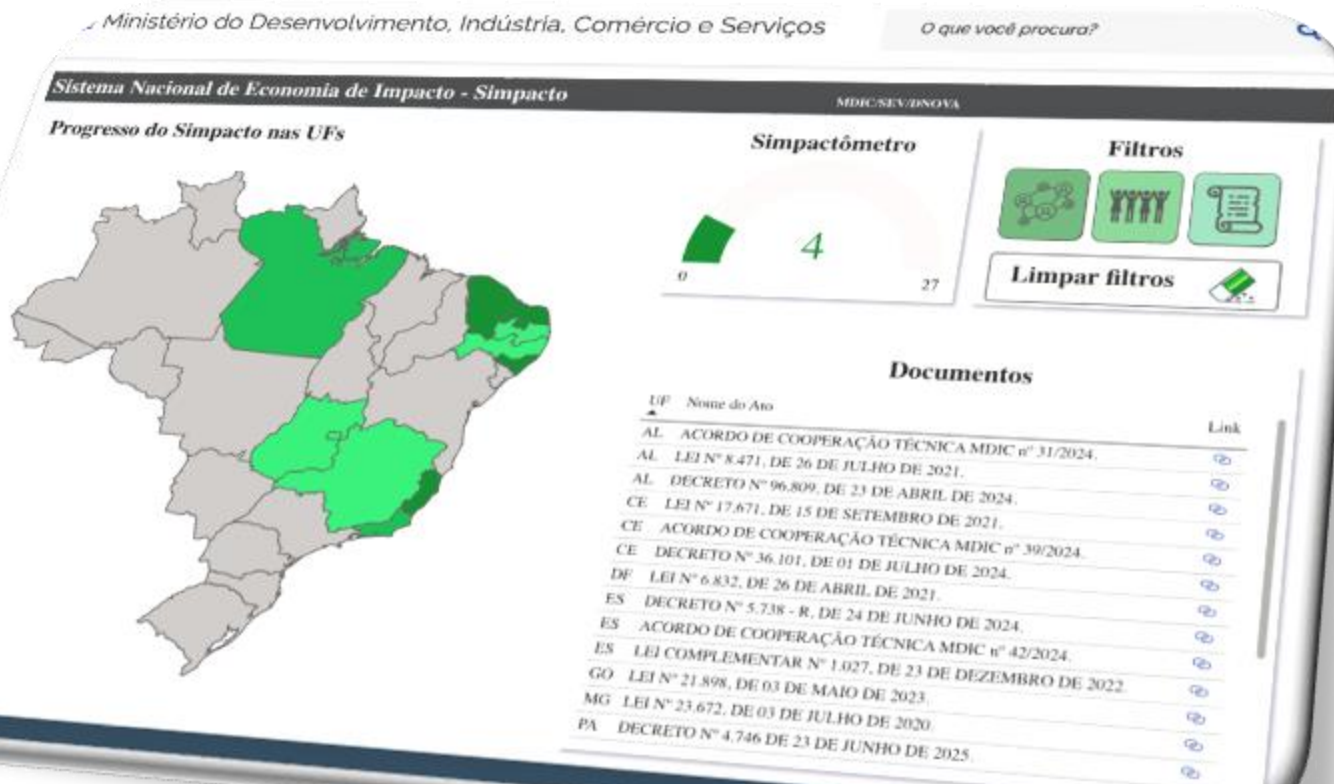 Ministério do Desenvolvimento, Indústria, Comércio e Serviços
O que você procura?
Sistema Nacional de Economia de Impacto - Simpacto
MDIC/SEV/DNOVA
Progresso do Simpacto nas UFs
Simpactômetro
4
0
27
Filtros
Limpar filtros
Documentos
UF Nome do Ato Link
AL ACORDO DE COOPERAÇÃO TÉCNICA MDIC nº 31/2024.
AL LEI Nº 8.471, DE 26 DE JULHO DE 2021.
AL DECRETO Nº 96.809, DE 23 DE ABRIL DE 2024.
CE LEI Nº 17.671, DE 15 DE SETEMBRO DE 2021.
CE ACORDO DE COOPERAÇÃO TÉCNICA MDIC nº 39/2024.
CE DECRETO Nº 36.101, DE 01 DE JULHO DE 2024.
DF LEI Nº 6.832, DE 26 DE ABRIL DE 2021.
ES DECRETO Nº 5.738 - R, DE 24 DE JUNHO DE 2024.
ES ACORDO DE COOPERAÇÃO TÉCNICA MDIC nº 42/2024.
ES LEI COMPLEMENTAR Nº 1.027, DE 23 DE DEZEMBRO DE 2022.
GO LEI Nº 21.898, DE 03 DE MAIO DE 2023.
MG LEI Nº 23.672, DE 03 DE JULHO DE 2020.
PA DECRETO Nº 4.746 DE 23 DE JUNHO DE 2025.